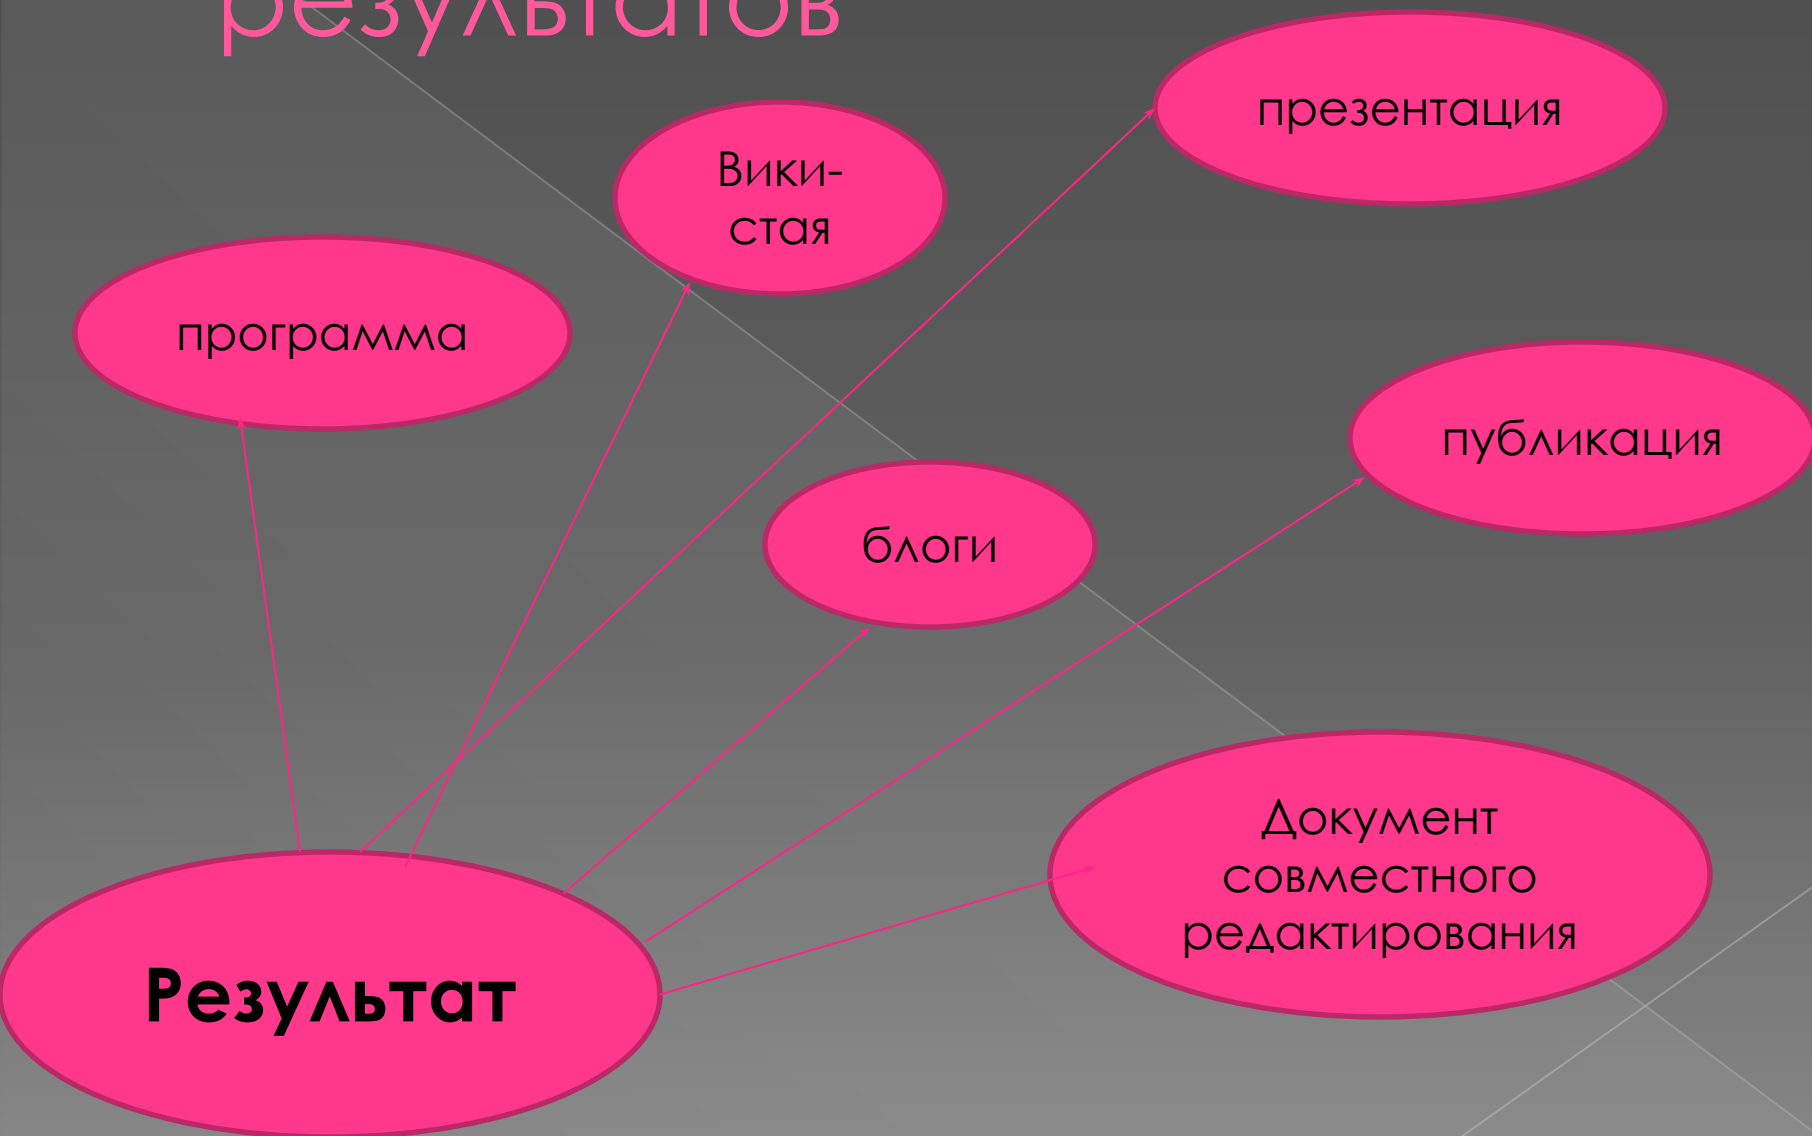 результатов
презентация
Вики-
стая
программа
публикация
блоги
Документ
совместного
редактирования
Результат